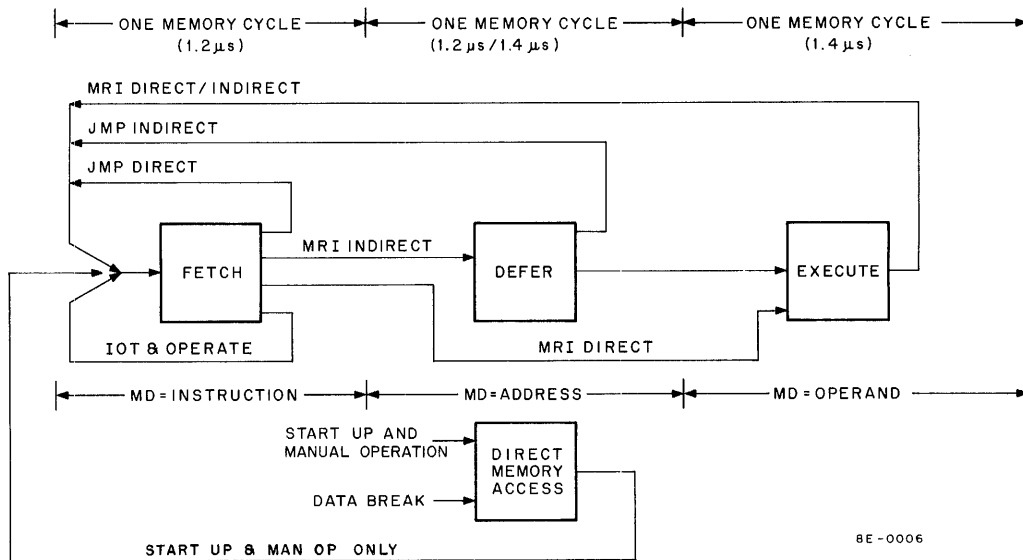 ONE MEMORY CYCLE
(1.2 µs)
ONE MEMORY CYCLE
(1.2 µs/1.4 µs)
ONE MEMORY CYCLE
(1.4 µs)
MRI DIRECT/INDIRECT
JMP INDIRECT
JMP DIRECT
FETCH
MRI INDIRECT
DEFER
EXECUTE
IOT & OPERATE
MRI DIRECT
MD=INSTRUCTION
MD=ADDRESS
MD=OPERAND
START UP AND
MANUAL OPERATION
DIRECT
MEMORY
ACCESS
DATA BREAK
START UP & MAN OP ONLY
8E-0006